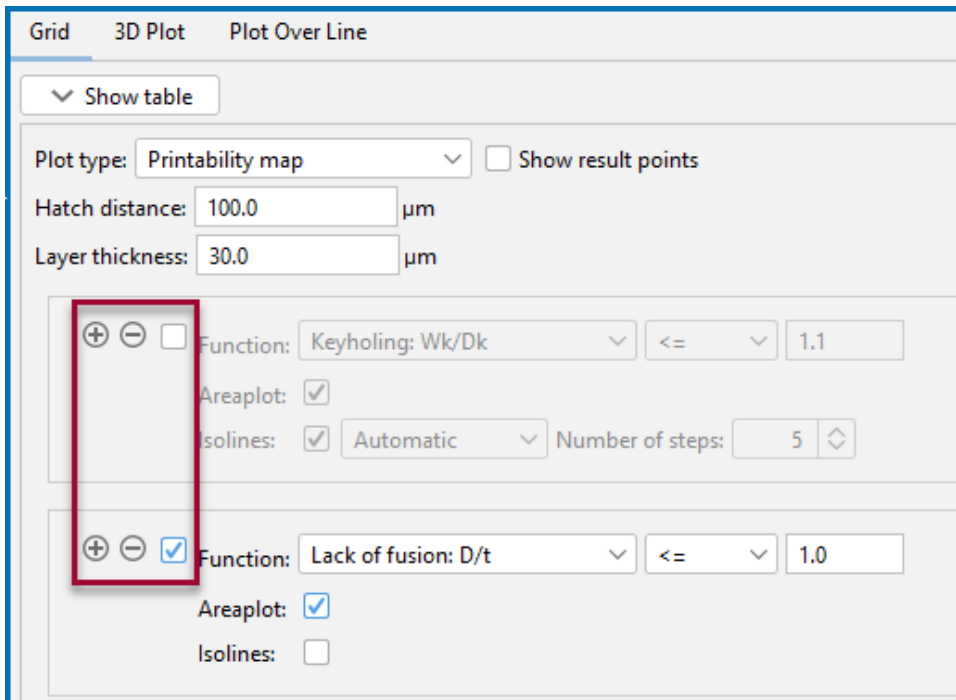 Grid 3D Plot Plot Over Line
Show table
Plot type: Printability map Show result points
Hatch distance: 100.0 µm
Layer thickness: 30.0 µm
Function: Keyholing: Wk/Dk <= 1.1
Areaplot:
Isolines: Automatic Number of steps: 5
Function: Lack of fusion: D/t <= 1.0
Areaplot:
Isolines: